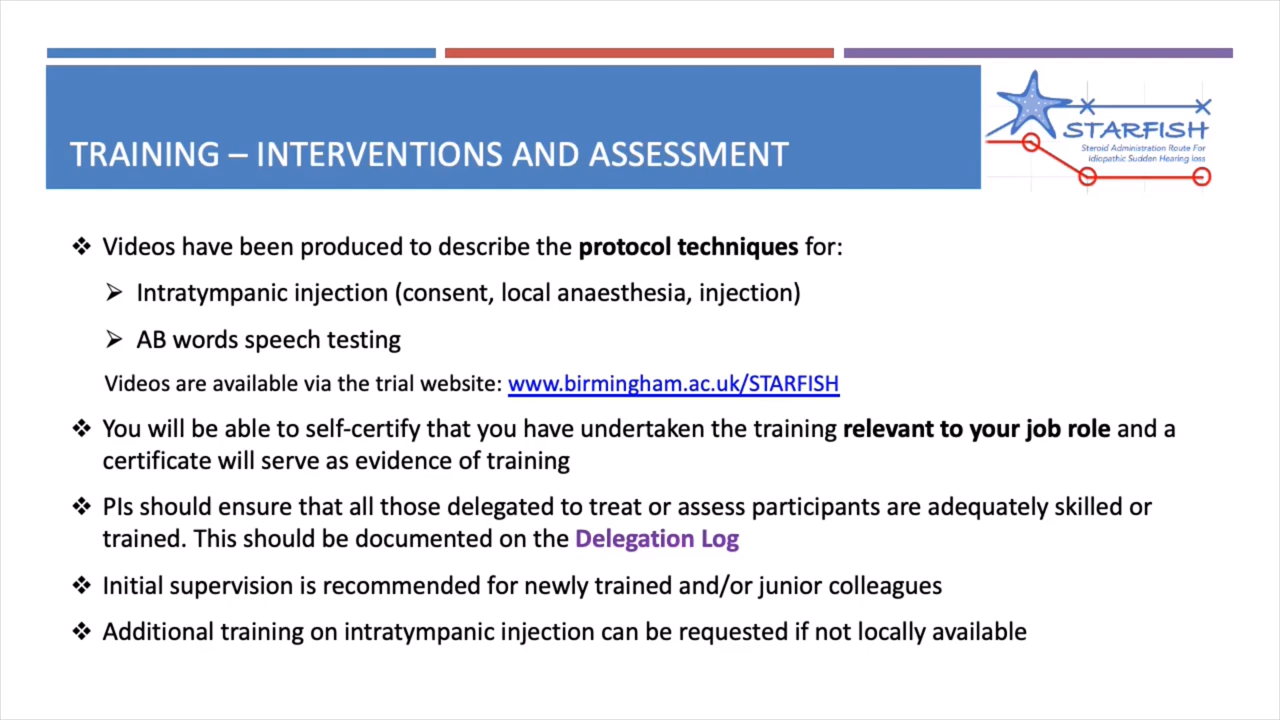 TRAINING – INTERVENTIONS AND ASSESSMENT
STARFISH
Steroid Administration Route For
Idiopathic Sudden Hearing loss
❖ Videos have been produced to describe the protocol techniques for:
➢ Intratympanic injection (consent, local anaesthesia, injection)
➢ AB words speech testing
Videos are available via the trial website: www.birmingham.ac.uk/STARFISH
❖ You will be able to self-certify that you have undertaken the training relevant to your job role and a
certificate will serve as evidence of training
❖ PIs should ensure that all those delegated to treat or assess participants are adequately skilled or
trained. This should be documented on the Delegation Log
❖ Initial supervision is recommended for newly trained and/or junior colleagues
❖ Additional training on intratympanic injection can be requested if not locally available